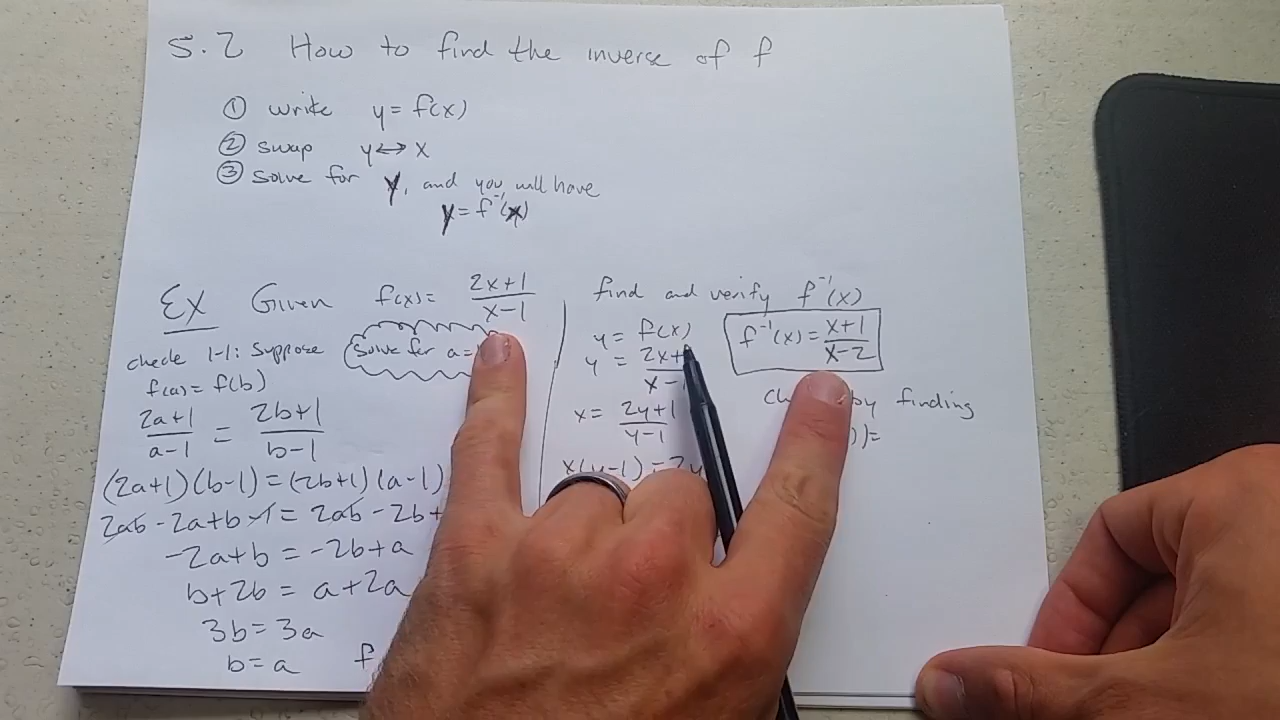 5.2 How to find the inverse of f
① write y = f(x)
② swap y ↔ x
③ solve for y, and you will have
y = f⁻¹(x)
Ex Given f(x) = (2x+1)/(x-1)
find and verify f⁻¹(x)
check 1-1: Suppose
f(a) = f(b)
Solve for a=
(2a+1)/(a-1) = (2b+1)/(b-1)
(2a+1)(b-1) = (2b+1)(a-1)
2ab - 2a + b - 1 = 2ab - 2b +
-2a + b = -2b + a
b + 2b = a + 2a
3b = 3a
b = a
f
y = f(x)
y = (2x+)/(x-1)
x = (2y+1)/(y-1)
x(y-1) = 2y
f⁻¹(x) = (x+1)/(x-2)
by finding
)) =